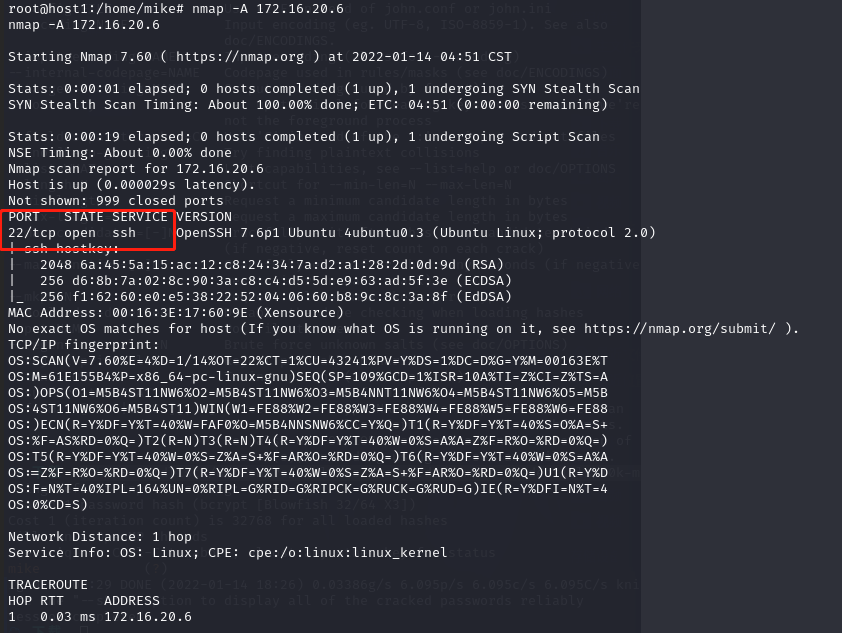 root@host1:/home/mike# nmap -A 172.16.20.6
nmap -A 172.16.20.6
Starting Nmap 7.60 ( https://nmap.org ) at 2022-01-14 04:51 CST
Stats: 0:00:01 elapsed; 0 hosts completed (1 up), 1 undergoing SYN Stealth Scan
SYN Stealth Scan Timing: About 100.00% done; ETC: 04:51 (0:00:00 remaining)
Stats: 0:00:19 elapsed; 0 hosts completed (1 up), 1 undergoing Script Scan
NSE Timing: About 0.00% done
Nmap scan report for 172.16.20.6
Host is up (0.000029s latency).
Not shown: 999 closed ports
PORT   STATE SERVICE VERSION
22/tcp open  ssh     OpenSSH 7.6p1 Ubuntu 4ubuntu0.3 (Ubuntu Linux; protocol 2.0)
| ssh-hostkey:
|   2048 6a:45:5a:15:ac:12:c8:24:34:7a:d2:a1:28:2d:0d:9d (RSA)
|   256 d6:8b:7a:02:8c:90:3a:c8:c4:d5:5d:e9:63:ad:5f:3e (ECDSA)
|_  256 f1:62:60:e0:e5:38:22:52:04:06:60:b8:9c:8c:3a:8f (EdDSA)
MAC Address: 00:16:3E:17:60:9E (Xensource)
No exact OS matches for host (If you know what OS is running on it, see https://nmap.org/submit/ ).
TCP/IP fingerprint:
OS:SCAN(V=7.60%E=4%D=1/14%OT=22%CT=1%CU=43241%PV=Y%DS=1%DC=D%G=Y%M=00163E%T
OS:M=61E155B4%P=x86_64-pc-linux-gnu)SEQ(SP=109%GCD=1%ISR=10A%TI=Z%CI=Z%TS=A
OS:)OPS(O1=M5B4ST11NW6%O2=M5B4ST11NW6%O3=M5B4NNT11NW6%O4=M5B4ST11NW6%O5=M5B
OS:4ST11NW6%O6=M5B4ST11)WIN(W1=FE88%W2=FE88%W3=FE88%W4=FE88%W5=FE88%W6=FE88
OS:)ECN(R=Y%DF=Y%T=40%W=FAF0%O=M5B4NNSNW6%CC=Y%Q=)T1(R=Y%DF=Y%T=40%S=O%A=S+
OS:%F=AS%RD=0%Q=)T2(R=N)T3(R=N)T4(R=Y%DF=Y%T=40%W=0%S=A%A=Z%F=R%O=%RD=0%Q=)
OS:T5(R=Y%DF=Y%T=40%W=0%S=Z%A=S+%F=AR%O=%RD=0%Q=)T6(R=Y%DF=Y%T=40%W=0%S=A%A
OS:=Z%F=R%O=%RD=0%Q=)T7(R=Y%DF=Y%T=40%W=0%S=Z%A=S+%F=AR%O=%RD=0%Q=)U1(R=Y%D
OS:F=N%T=40%IPL=164%UN=0%RIPL=G%RID=G%RIPCK=G%RUCK=G%RUD=G)IE(R=Y%DFI=N%T=4
OS:0%CD=S)
Network Distance: 1 hop
Service Info: OS: Linux; CPE: cpe:/o:linux:linux_kernel
TRACEROUTE
HOP RTT     ADDRESS
1   0.03 ms 172.16.20.6